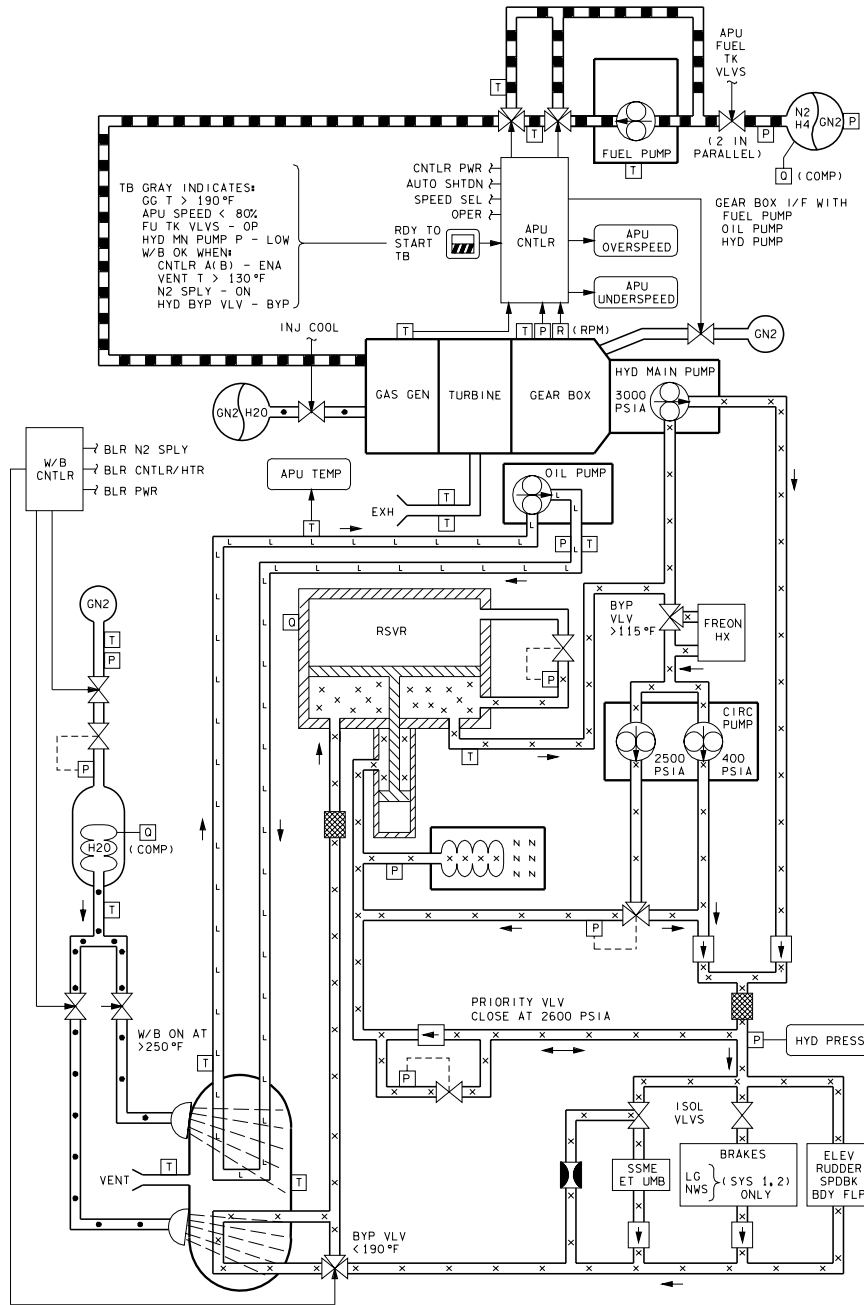 APU
FUEL
TK
VLVS
N2
H4
GN2
P
T
T
P
(2 IN
PARALLEL)
FUEL PUMP
T
Q
(COMP)
CNTLR PWR
AUTO SHTDN
SPEED SEL
OPER
APU
CNTLR
GEAR BOX I/F WITH
FUEL PUMP
OIL PUMP
HYD PUMP
TB GRAY INDICATES:
GG T > 190°F
APU SPEED < 80%
FU TK VLVS - OP
HYD MN PUMP P - LOW
W/B OK WHEN:
CNTLR A(B) - ENA
VENT T > 130°F
N2 SPLY - ON
HYD BYP VLV - BYP
RDY TO
START
TB
APU
OVERSPEED
APU
UNDERSPEED
INJ COOL
T
T
P
R
(RPM)
GN2
GN2
H2O
GAS GEN
TURBINE
GEAR BOX
HYD MAIN PUMP
3000
PSIA
W/B
CNTLR
BLR N2 SPLY
BLR CNTLR/HTR
BLR PWR
APU TEMP
T
EXH
T
T
OIL PUMP
P
T
GN2
T
P
Q
RSVR
BYP
VLV
>115°F
FREON
HX
P
P
T
CIRC
PUMP
2500
PSIA
400
PSIA
H2O
Q
(COMP)
T
P
N N
N N
N N
P
W/B ON AT
>250°F
T
PRIORITY VLV
CLOSE AT 2600 PSIA
P
P
HYD PRESS
ISOL
VLVS
VENT
T
T
SSME
ET UMB
BRAKES
LG
NWS
(SYS 1,2)
ONLY
ELEV
RUDDER
SPDBK
BDY FLP
BYP VLV
<190°F